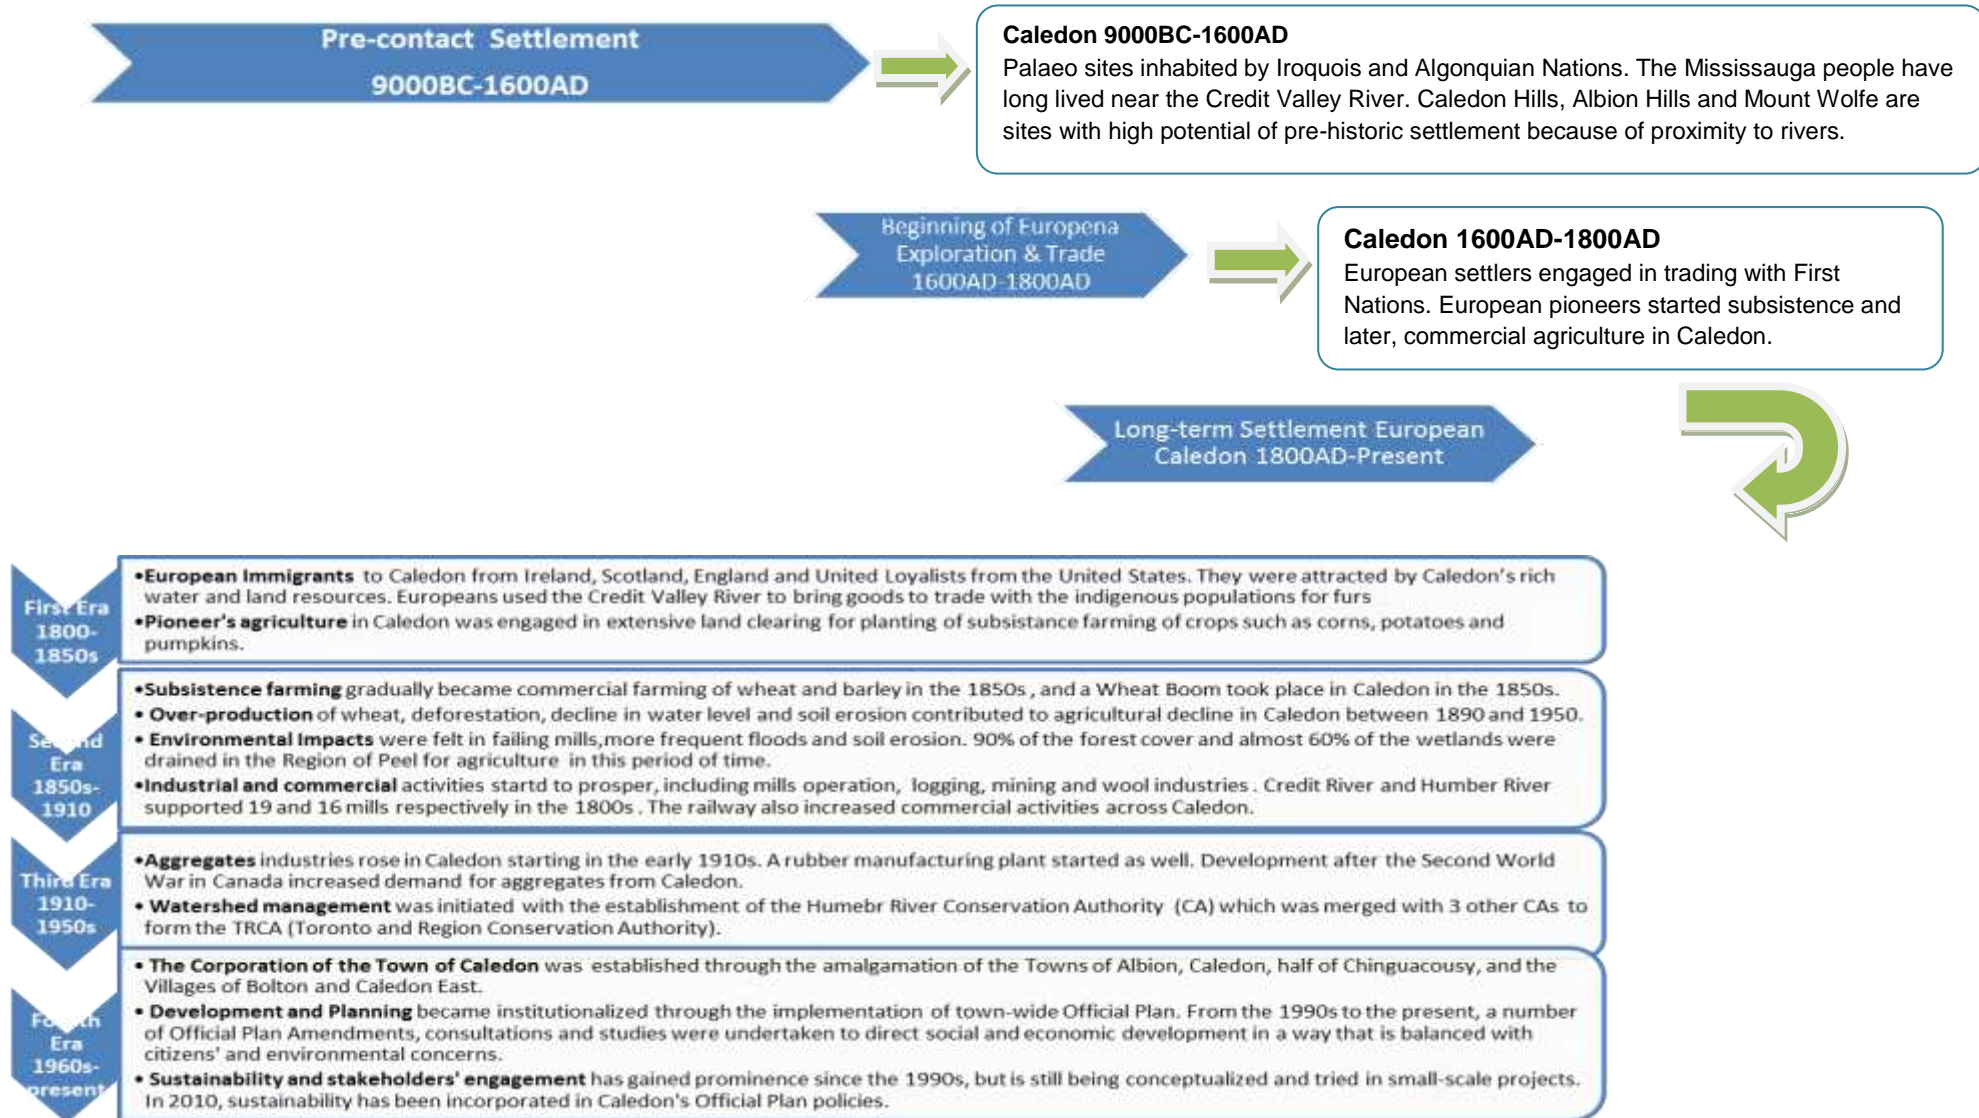 Pre-contact Settlement
9000BC-1600AD
Caledon 9000BC-1600AD
Palaeo sites inhabited by Iroquois and Algonquian Nations. The Mississauga people have
long lived near the Credit Valley River. Caledon Hills, Albion Hills and Mount Wolfe are
sites with high potential of pre-historic settlement because of proximity to rivers.
Beginning of Europena
Exploration & Trade
1600AD-1800AD
Caledon 1600AD-1800AD
European settlers engaged in trading with First
Nations. European pioneers started subsistence and
later, commercial agriculture in Caledon.
Long-term Settlement European
Caledon 1800AD-Present
First Era
1800-
1850s
•European Immigrants to Caledon from Ireland, Scotland, England and United Loyalists from the United States. They were attracted by Caledon's rich
water and land resources. Europeans used the Credit Valley River to bring goods to trade with the indigenous populations for furs
•Pioneer's agriculture in Caledon was engaged in extensive land clearing for planting of subsistance farming of crops such as corns, potatoes and
pumpkins.
Second
Era
1850s-
1910
•Subsistence farming gradually became commercial farming of wheat and barley in the 1850s , and a Wheat Boom took place in Caledon in the 1850s.
• Over-production of wheat, deforestation, decline in water level and soil erosion contributed to agricultural decline in Caledon between 1890 and 1950.
• Environmental Impacts were felt in failing mills,more frequent floods and soil erosion. 90% of the forest cover and almost 60% of the wetlands were
drained in the Region of Peel for agriculture in this period of time.
•Industrial and commercial activities startd to prosper, including mills operation, logging, mining and wool industries . Credit River and Humber River
supported 19 and 16 mills respectively in the 1800s . The railway also increased commercial activities across Caledon.
Third Era
1910-
1950s
•Aggregates industries rose in Caledon starting in the early 1910s. A rubber manufacturing plant started as well. Development after the Second World
War in Canada increased demand for aggregates from Caledon.
• Watershed management was initiated with the establishment of the Humebr River Conservation Authority (CA) which was merged with 3 other CAs to
form the TRCA (Toronto and Region Conservation Authority).
Fourth
Era
1960s-
present
• The Corporation of the Town of Caledon was established through the amalgamation of the Towns of Albion, Caledon, half of Chinguacousy, and the
Villages of Bolton and Caledon East.
• Development and Planning became institutionalized through the implementation of town-wide Official Plan. From the 1990s to the present, a number
of Official Plan Amendments, consultations and studies were undertaken to direct social and economic development in a way that is balanced with
citizens' and environmental concerns.
• Sustainability and stakeholders' engagement has gained prominence since the 1990s, but is still being conceptualized and tried in small-scale projects.
In 2010, sustainability has been incorporated in Caledon's Official Plan policies.